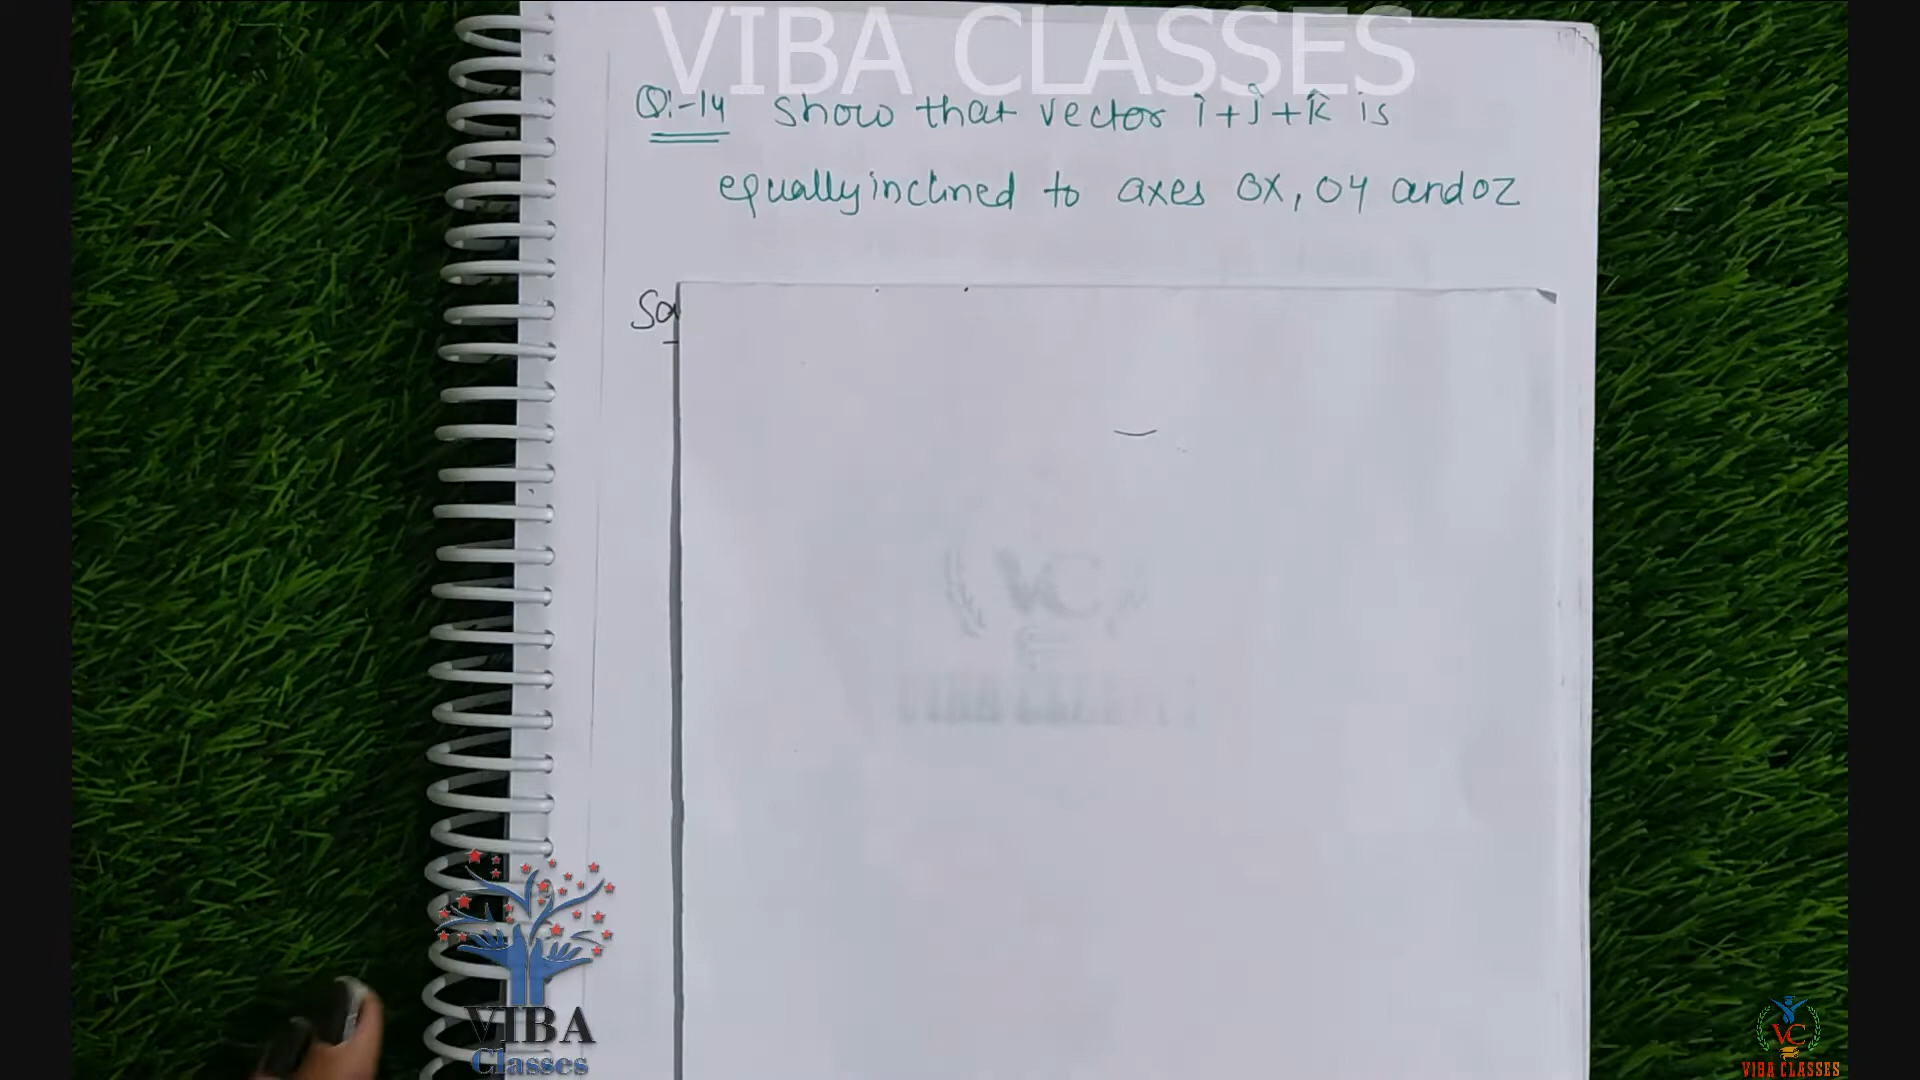 VIBA CLASSES
Q:-14 Show that vector î+ĵ+k̂ is
equally inclined to axes OX, OY and OZ
So
VC
VIBA
Classes
VC
VIBA CLASSES